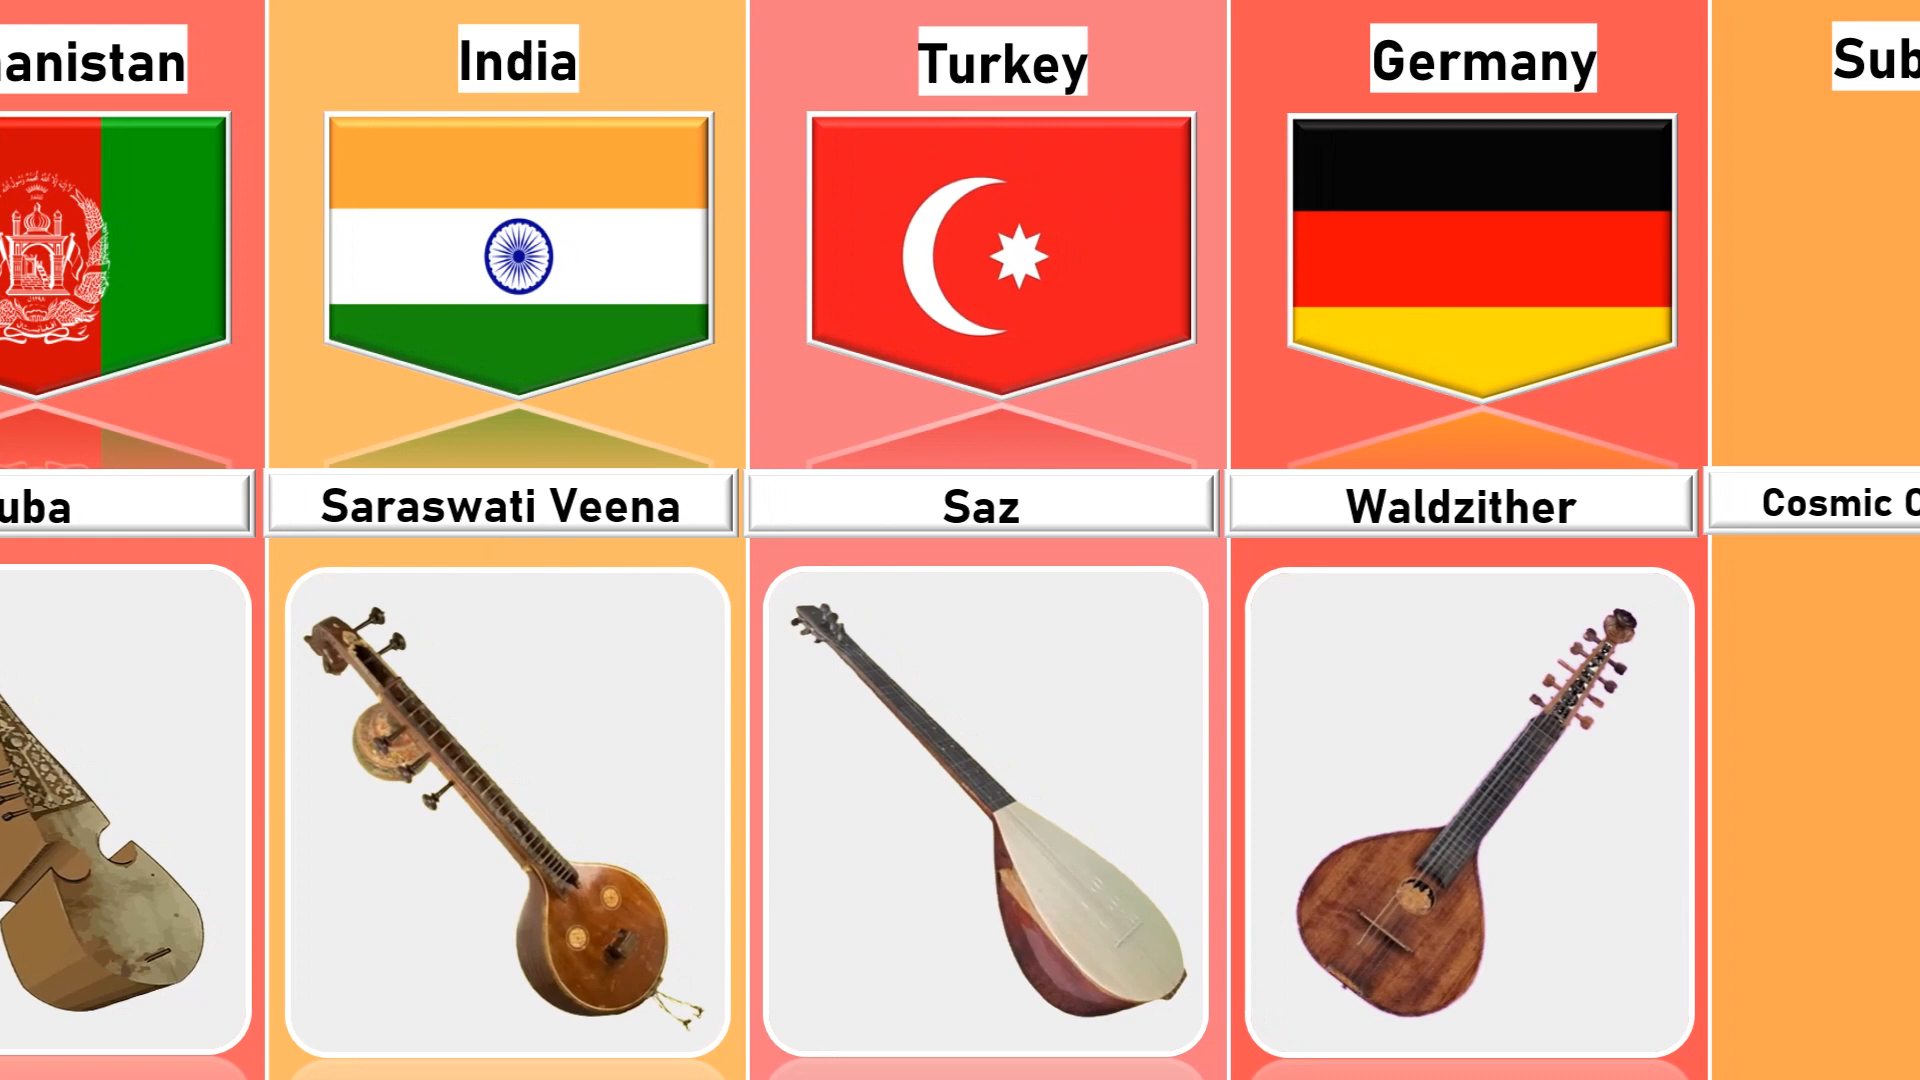 anistan
India
Turkey
Germany
Sub
uba
Saraswati Veena
Saz
Waldzither
Cosmic